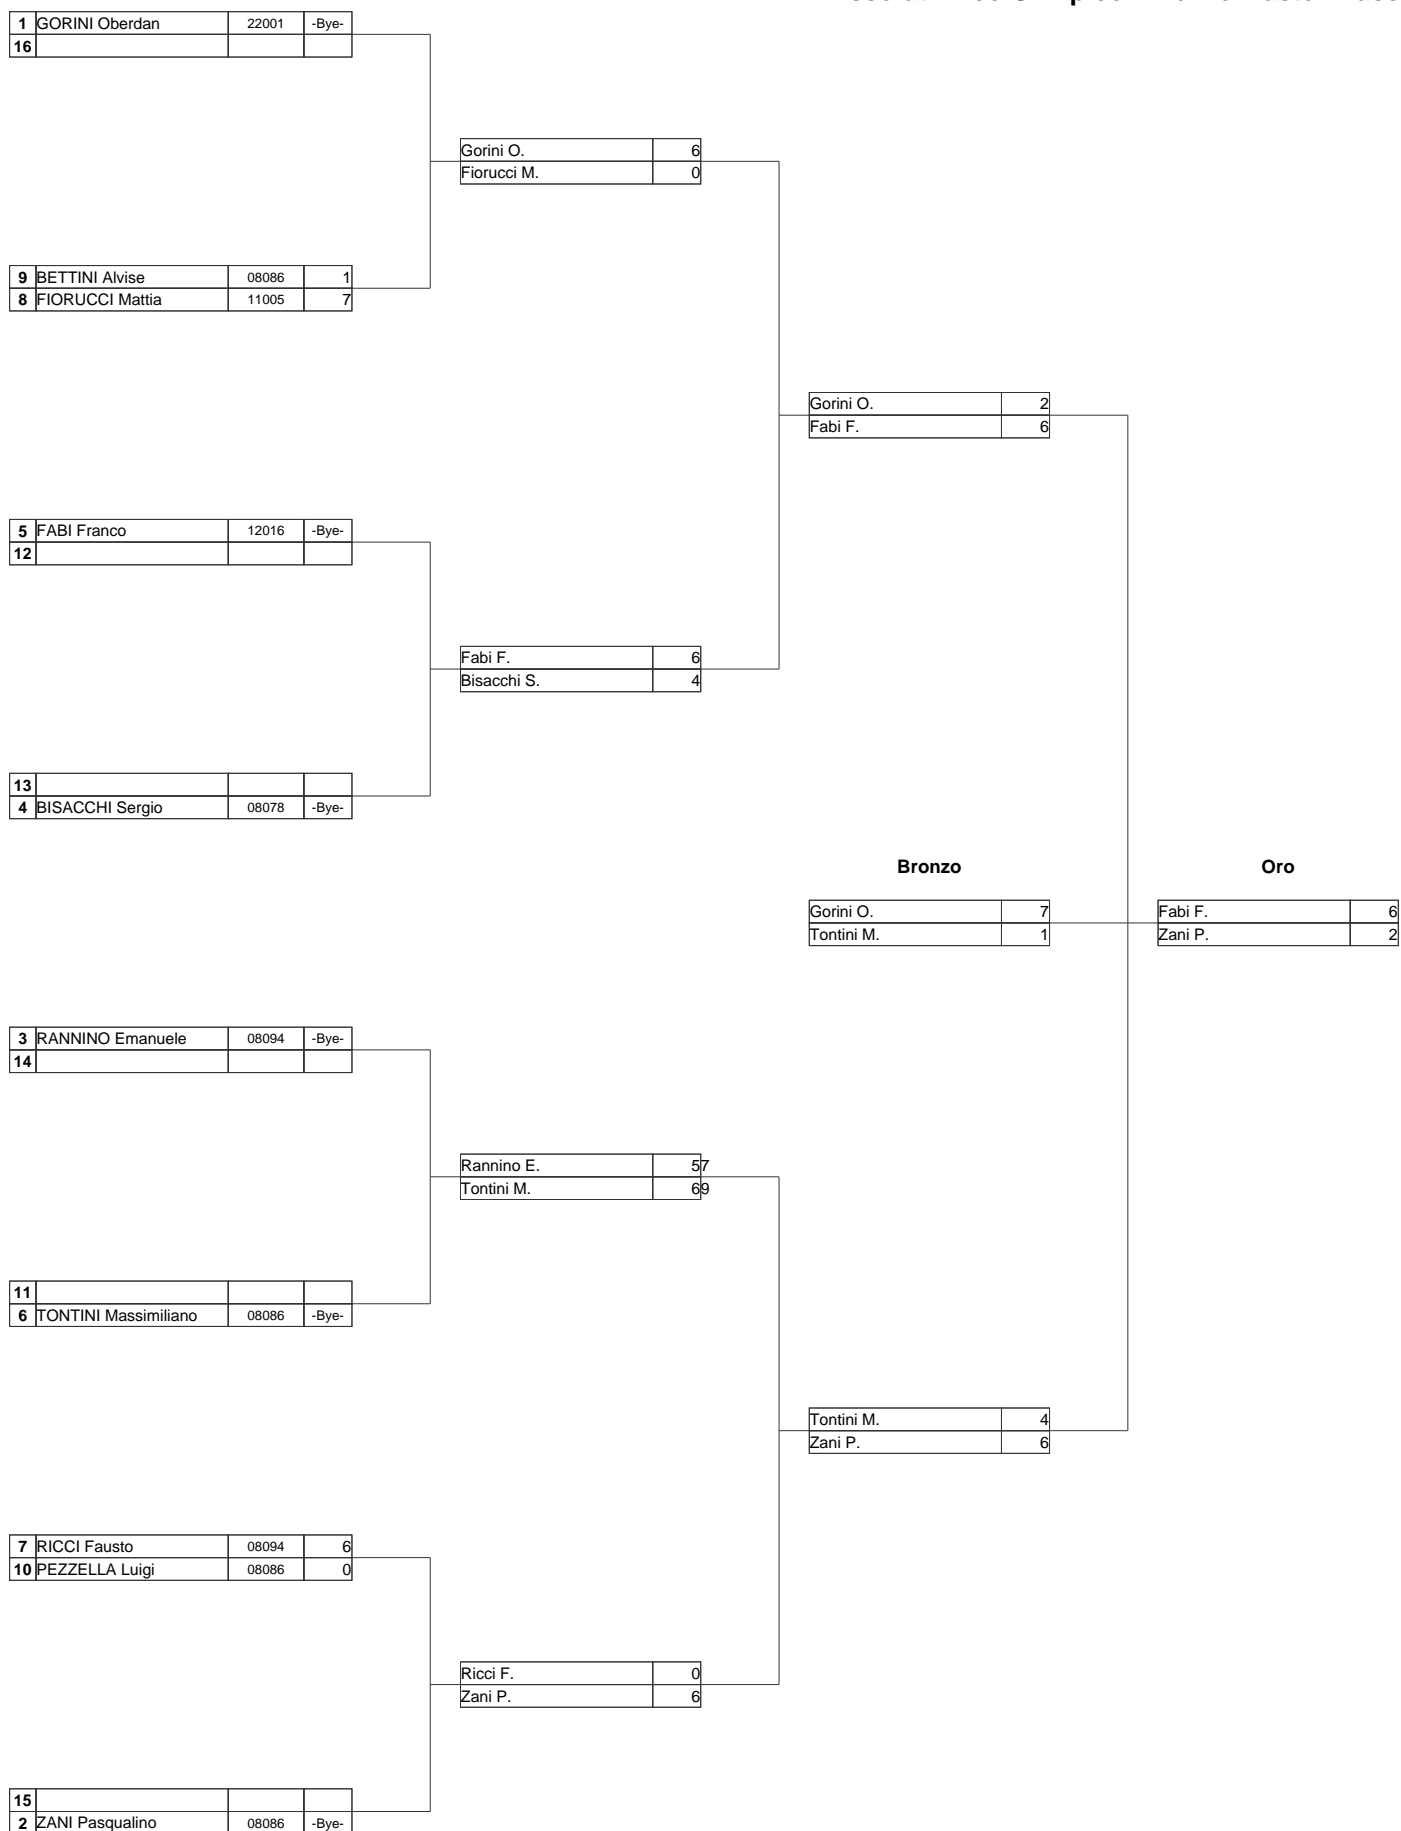 1 GORINI Oberdan 22001 -Bye-
16
Gorini O. 6
Fiorucci M. 0
9 BETTINI Alvise 08086 1
8 FIORUCCI Mattia 11005 7
Gorini O. 2
Fabi F. 6
5 FABI Franco 12016 -Bye-
12
Fabi F. 6
Bisacchi S. 4
13
4 BISACCHI Sergio 08078 -Bye-
Bronzo Oro
Gorini O. 7 Fabi F. 6
Tontini M. 1 Zani P. 2
3 RANNINO Emanuele 08094 -Bye-
14
Rannino E. 57
Tontini M. 69
11
6 TONTINI Massimiliano 08086 -Bye-
Tontini M. 4
Zani P. 6
7 RICCI Fausto 08094 6
10 PEZZELLA Luigi 08086 0
Ricci F. 0
Zani P. 6
15
2 ZANI Pasqualino 08086 -Bye-